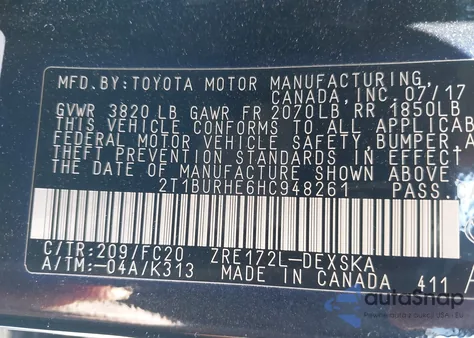 MFD.BY:TOYOTA MOTOR MANUFACTURING,
CANADA,INC.07/17
GVWR 3820LB GAWR FR 2070LB RR 1850LB
THIS VEHICLE CONFORMS TO ALL APPLICAB
FEDERAL MOTOR VEHICLE SAFETY,BUMPER,A
THEFT PREVENTION STANDARDS IN EFFECT
THE DATE OF MANUFACTURE SHOWN ABOVE.
2T1BURHE6HC948261 PASS.
C/TR:209/FC20 ZRE172L-DEXSKA
A/TM:-04A/K313 MADE IN CANADA 411 A
autoSnap